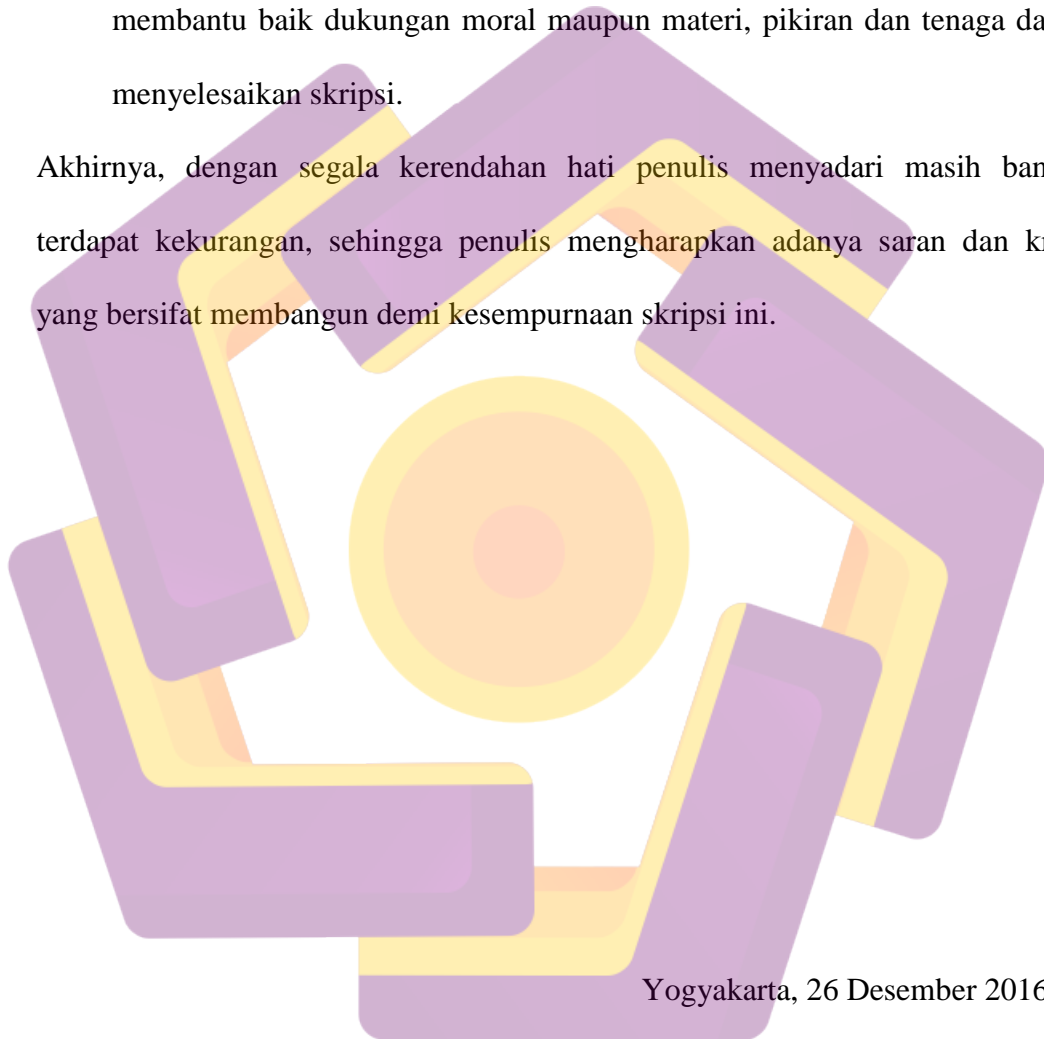 membantu baik dukungan moral maupun materi, pikiran dan tenaga da
menyelesaikan skripsi.
Akhirnya, dengan segala kerendahan hati penulis menyadari masih ban
terdapat kekurangan, sehingga penulis mengharapkan adanya saran dan kr
yang bersifat membangun demi kesempurnaan skripsi ini.
Yogyakarta, 26 Desember 2016